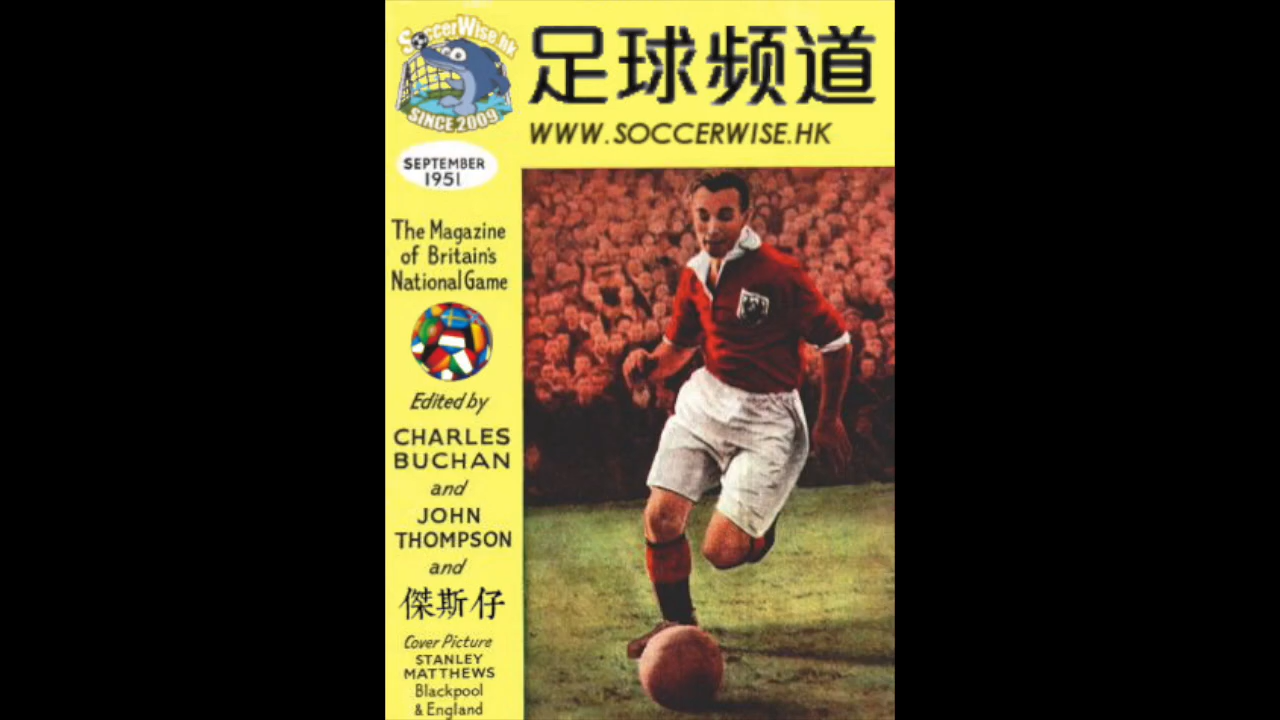 SoccerWise.hk
SINCE 2009
足球频道
WWW.SOCCERWISE.HK
SEPTEMBER
1951
The Magazine
of Britain's
National Game
Edited by
CHARLES
BUCHAN
and
JOHN
THOMPSON
and
傑斯仔
Cover Picture
STANLEY
MATTHEWS
Blackpool
& England